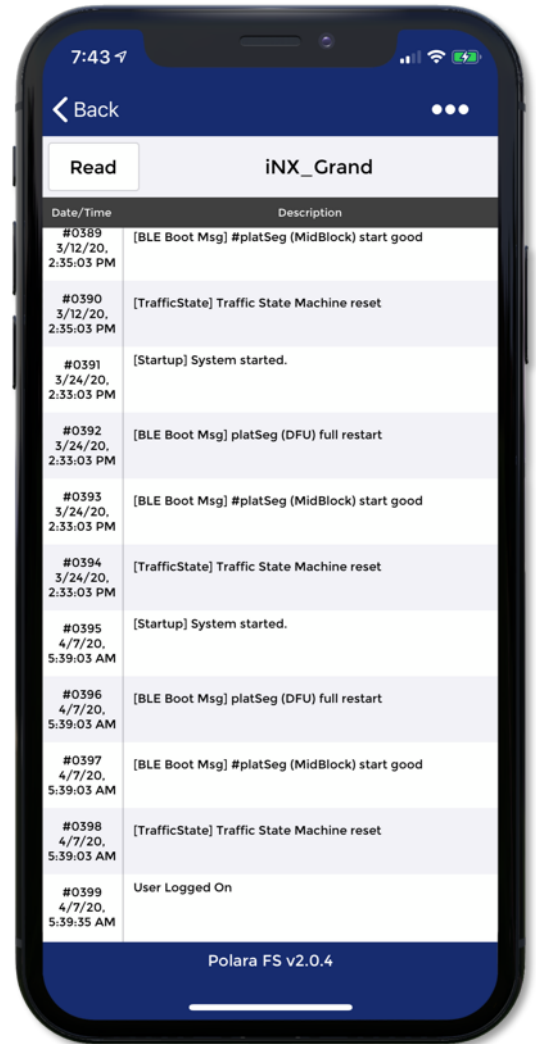 7:43
Back
Read
iNX_Grand
Date/Time Description
#0389
3/12/20,
2:35:03 PM
[BLE Boot Msg] #platSeg (MidBlock) start good
#0390
3/12/20,
2:35:03 PM
[TrafficState] Traffic State Machine reset
#0391
3/24/20,
2:33:03 PM
[Startup] System started.
#0392
3/24/20,
2:33:03 PM
[BLE Boot Msg] platSeg (DFU) full restart
#0393
3/24/20,
2:33:03 PM
[BLE Boot Msg] #platSeg (MidBlock) start good
#0394
3/24/20,
2:33:03 PM
[TrafficState] Traffic State Machine reset
#0395
4/7/20,
5:39:03 AM
[Startup] System started.
#0396
4/7/20,
5:39:03 AM
[BLE Boot Msg] platSeg (DFU) full restart
#0397
4/7/20,
5:39:03 AM
[BLE Boot Msg] #platSeg (MidBlock) start good
#0398
4/7/20,
5:39:03 AM
[TrafficState] Traffic State Machine reset
#0399
4/7/20,
5:39:35 AM
User Logged On
Polara FS v2.0.4